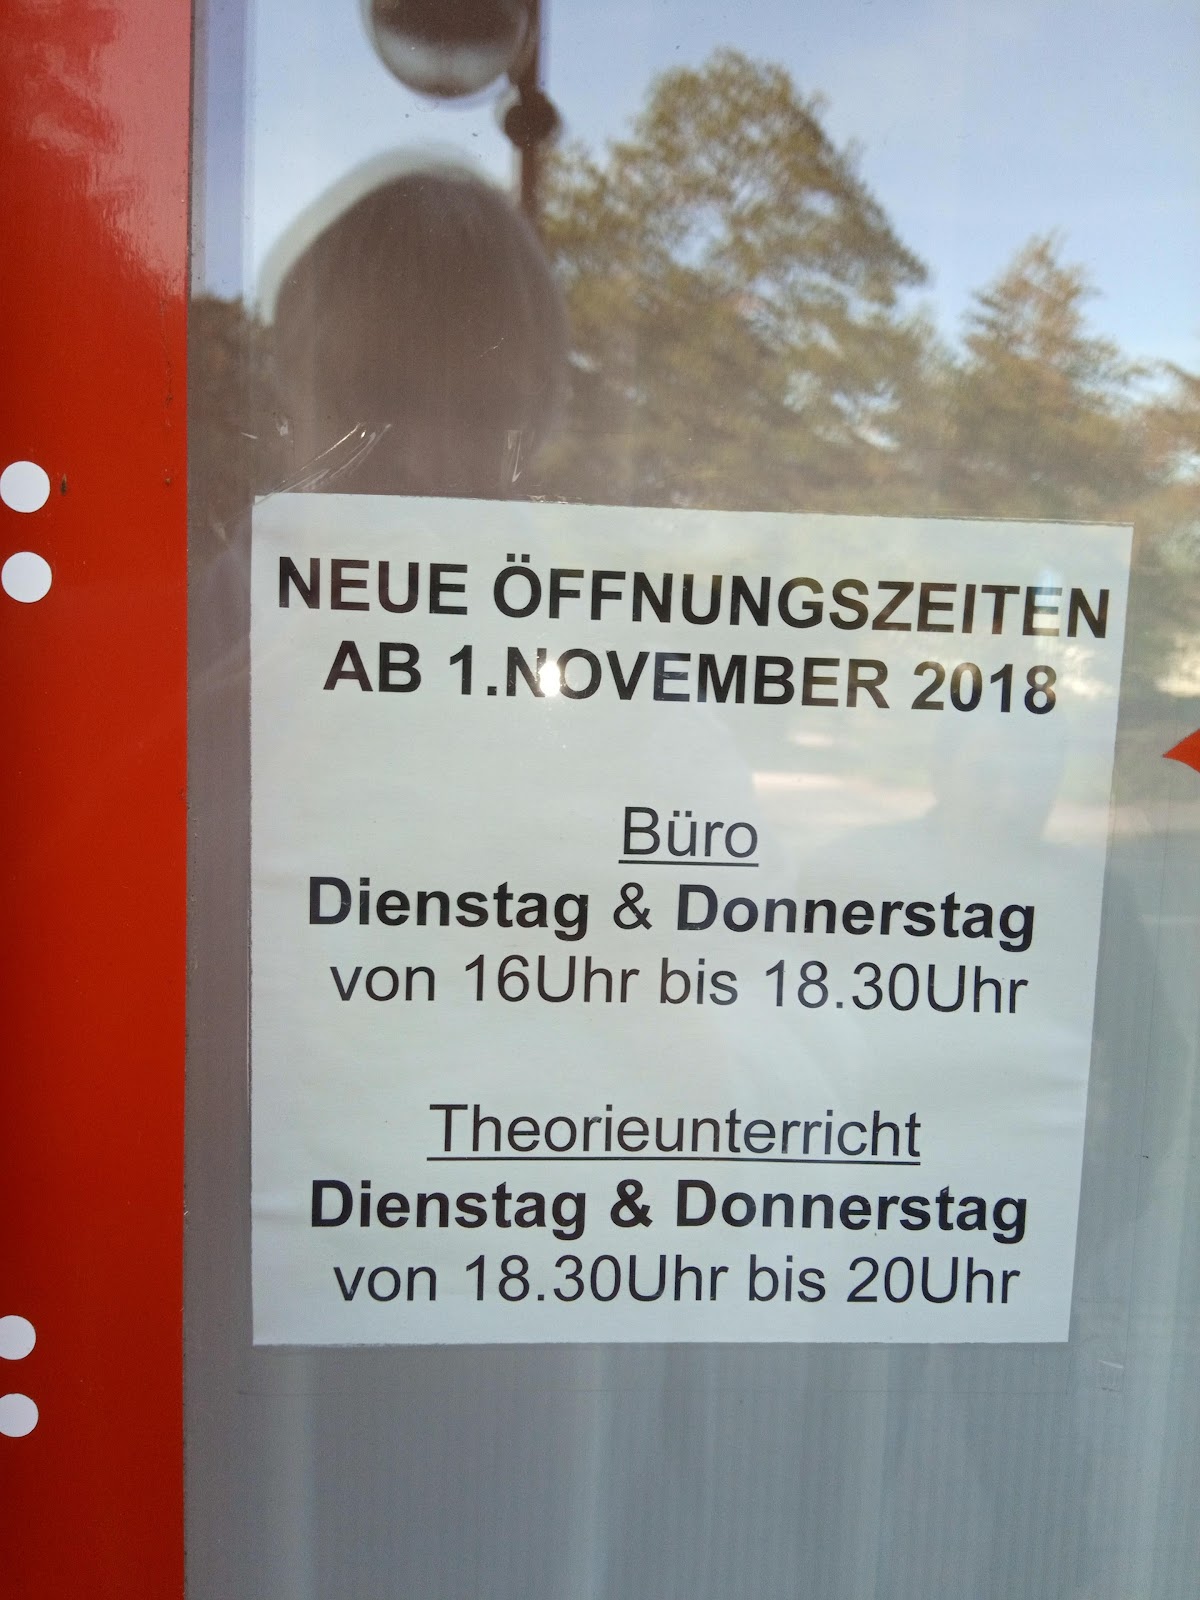 NEUE ÖFFNUNGSZEITEN
AB 1.NOVEMBER 2018
Büro
Dienstag & Donnerstag
von 16Uhr bis 18.30Uhr
Theorieunterricht
Dienstag & Donnerstag
von 18.30Uhr bis 20Uhr